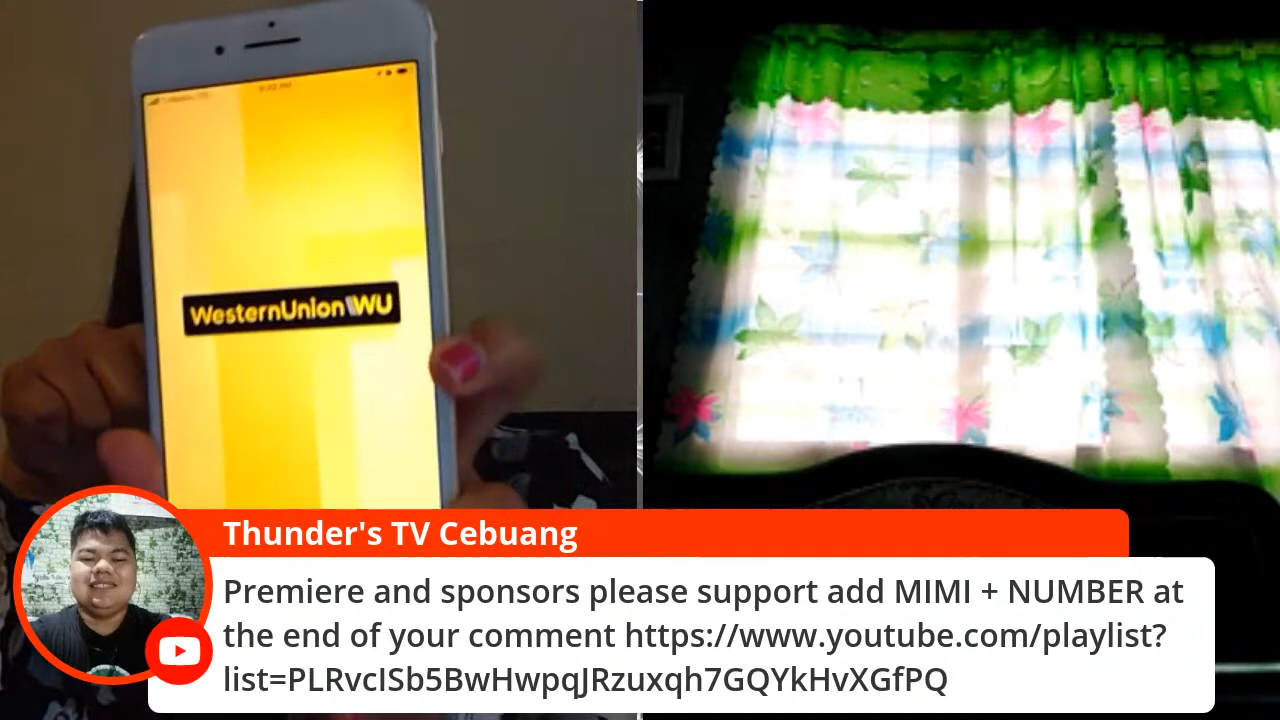 WesternUnion WU
Thunder's TV Cebuang
Premiere and sponsors please support add MIMI + NUMBER at
the end of your comment https://www.youtube.com/playlist?
list=PLRvcISb5BwHwpqJRzuxqh7GQYkHvXGfPQ